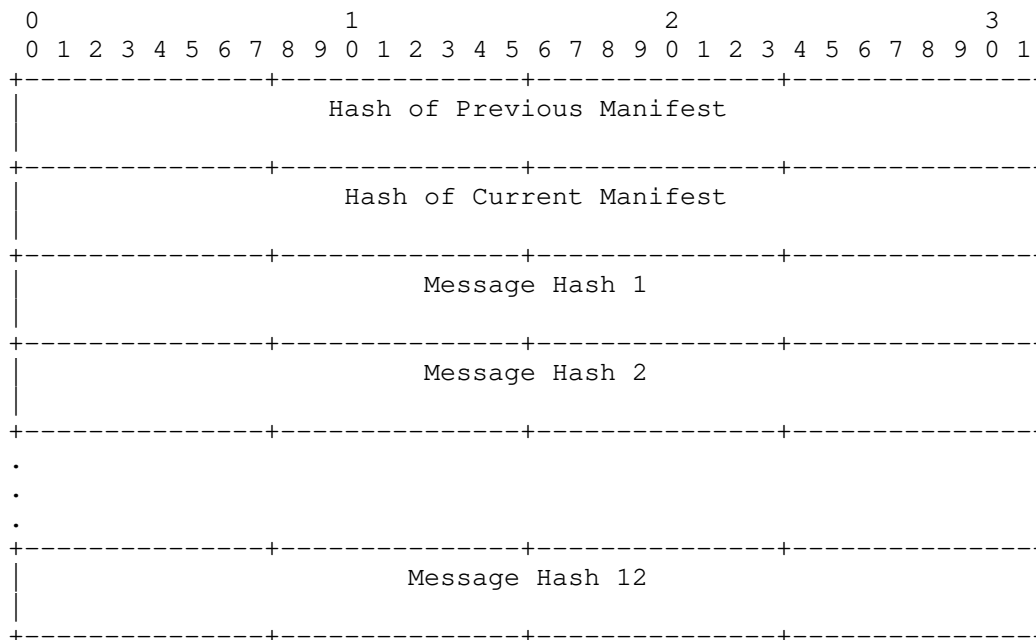 0 1 2 3
0 1 2 3 4 5 6 7 8 9 0 1 2 3 4 5 6 7 8 9 0 1 2 3 4 5 6 7 8 9 0 1
+---------------+---------------+---------------+---------------
| Hash of Previous Manifest
|
+---------------+---------------+---------------+---------------
| Hash of Current Manifest
|
+---------------+---------------+---------------+---------------
| Message Hash 1
|
+---------------+---------------+---------------+---------------
| Message Hash 2
|
+---------------+---------------+---------------+---------------
.
.
.
+---------------+---------------+---------------+---------------
| Message Hash 12
|
+---------------+---------------+---------------+---------------